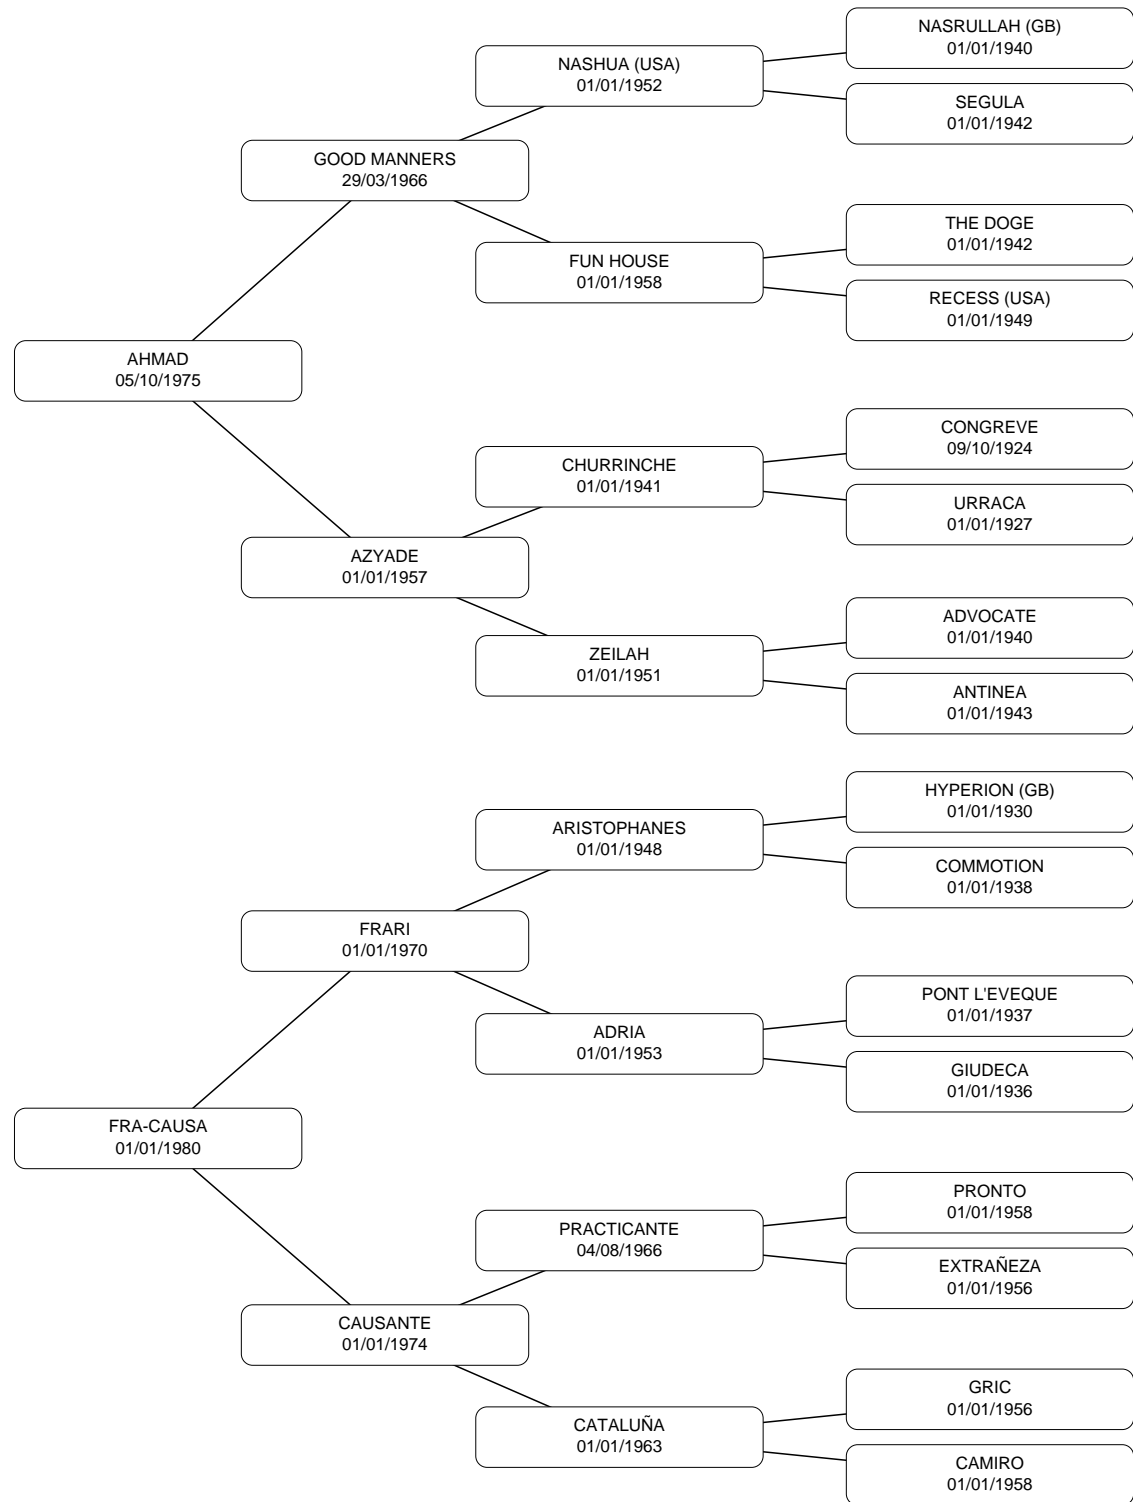 NASRULLAH (GB)
01/01/1940
NASHUA (USA)
01/01/1952
SEGULA
01/01/1942
GOOD MANNERS
29/03/1966
THE DOGE
01/01/1942
FUN HOUSE
01/01/1958
RECESS (USA)
01/01/1949
AHMAD
05/10/1975
CONGREVE
09/10/1924
CHURRINCHE
01/01/1941
URRACA
01/01/1927
AZYADE
01/01/1957
ADVOCATE
01/01/1940
ZEILAH
01/01/1951
ANTINEA
01/01/1943
HYPERION (GB)
01/01/1930
ARISTOPHANES
01/01/1948
COMMOTION
01/01/1938
FRARI
01/01/1970
PONT L'EVEQUE
01/01/1937
ADRIA
01/01/1953
GIUDECA
01/01/1936
FRA-CAUSA
01/01/1980
PRONTO
01/01/1958
PRACTICANTE
04/08/1966
EXTRAÑEZA
01/01/1956
CAUSANTE
01/01/1974
GRIC
01/01/1956
CATALUÑA
01/01/1963
CAMIRO
01/01/1958